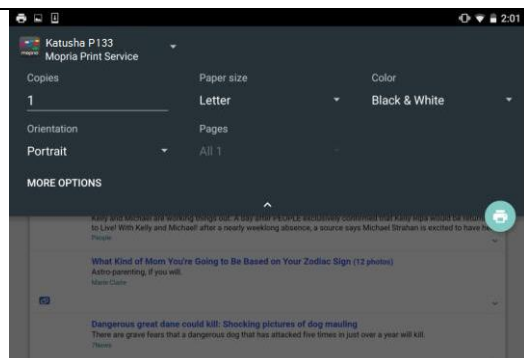 2:01
Katusha P133
mopria Mopria Print Service
Copies Paper size Color
1 Letter Black & White
Orientation Pages
Portrait All 1
MORE OPTIONS
Kelly and Michael are working things out. A day after PEOPLE exclusively confirmed that Kelly Ripa would be
to Live! With Kelly and Michael! after a nearly weeklong absence, a source says Michael Strahan is excited to have
People
What Kind of Mom You're Going to Be Based on Your Zodiac Sign (12 photos)
Astro-parenting, if you will.
Marie Claire
Dangerous great dane could kill: Shocking pictures of dog mauling
There are grave fears that a dangerous dog that has attacked five times in just over a year will kill.
7News